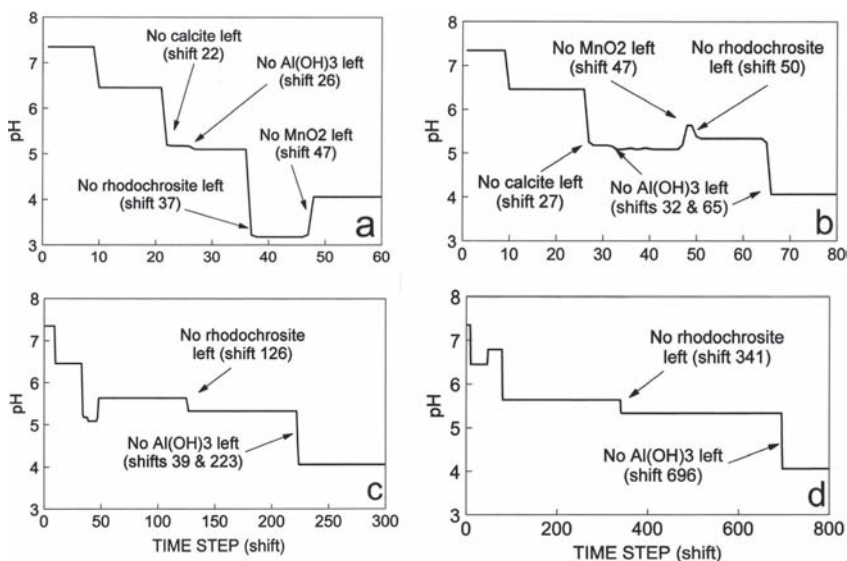 8
7
6
5
4
3
pH
No calcite left
(shift 22)
No Al(OH)3 left
(shift 26)
No MnO2 left
(shift 47)
No rhodochrosite left
(shift 37)
a
0 10 20 30 40 50 60
8
7
6
5
4
3
pH
No MnO2 left
(shift 47)
No rhodochrosite
left (shift 50)
No calcite left
(shift 27)
No Al(OH)3 left
(shifts 32 & 65)
b
0 10 20 30 40 50 60 70 80
8
7
6
5
4
3
pH
No rhodochrosite
left (shift 126)
No Al(OH)3 left
(shifts 39 & 223)
c
0 50 100 150 200 250 300
TIME STEP (shift)
8
7
6
5
4
3
pH
No rhodochrosite
left (shift 341)
No Al(OH)3 left
(shift 696)
d
0 200 400 600 800
TIME STEP (shift)